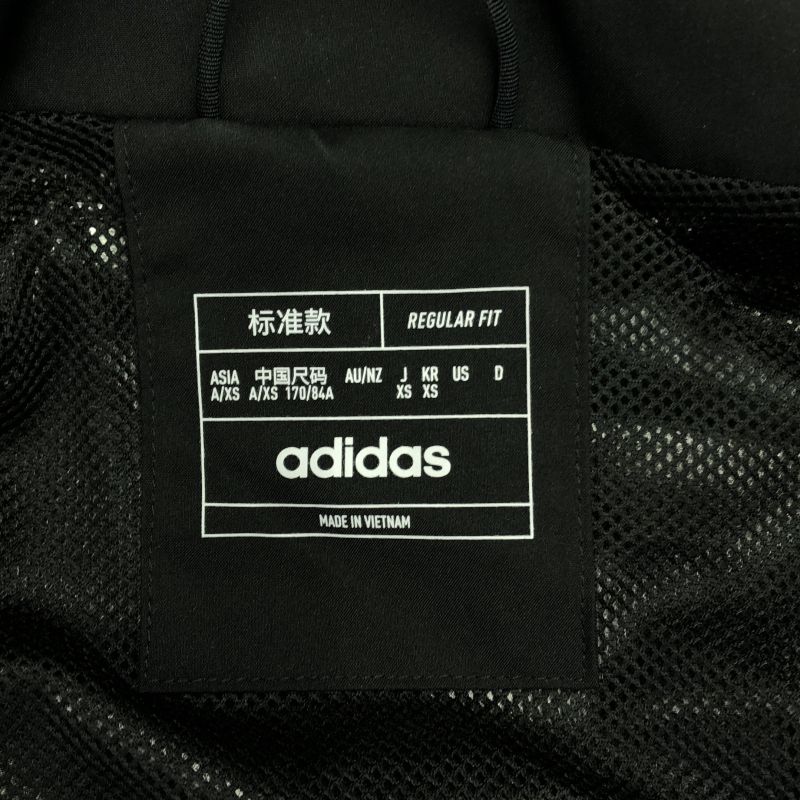 标准款 REGULAR FIT
ASIA 中国尺码 AU/NZ J KR US D
A/XS A/XS 170/84A XS XS
adidas
MADE IN VIETNAM